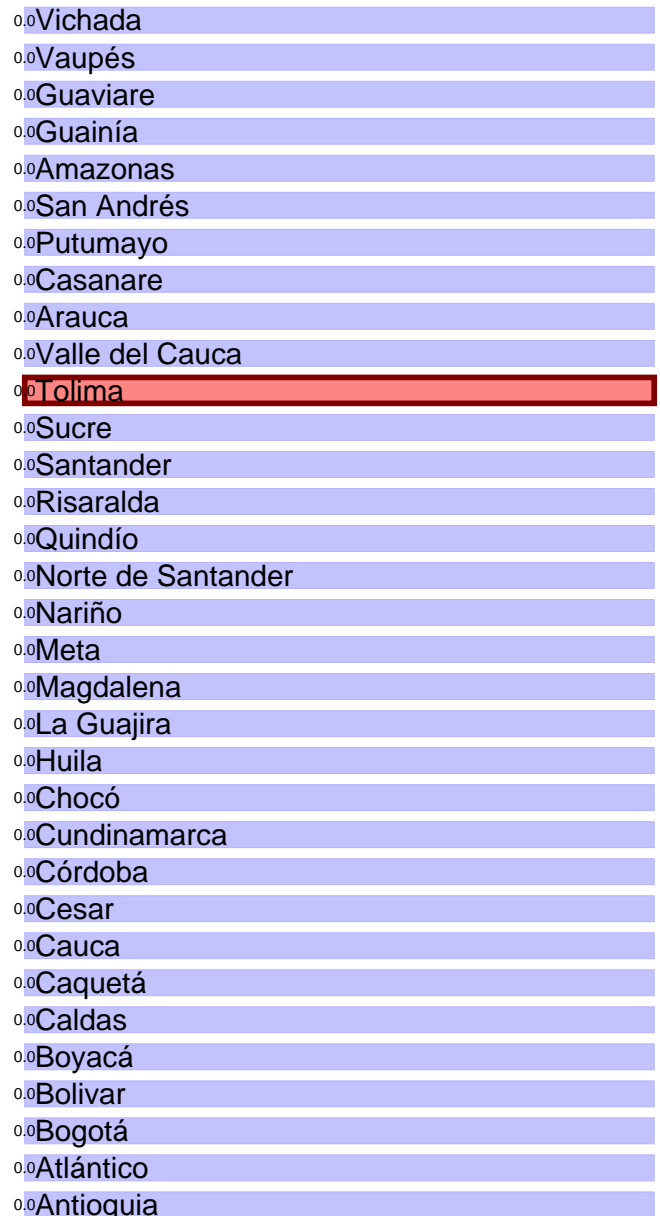 0.0Vichada
0.0Vaupés
0.0Guaviare
0.0Guainía
0.0Amazonas
0.0San Andrés
0.0Putumayo
0.0Casanare
0.0Arauca
0.0Valle del Cauca
0.0Tolima
0.0Sucre
0.0Santander
0.0Risaralda
0.0Quindío
0.0Norte de Santander
0.0Nariño
0.0Meta
0.0Magdalena
0.0La Guajira
0.0Huila
0.0Chocó
0.0Cundinamarca
0.0Córdoba
0.0Cesar
0.0Cauca
0.0Caquetá
0.0Caldas
0.0Boyacá
0.0Bolivar
0.0Bogotá
0.0Atlántico
0.0Antioquia